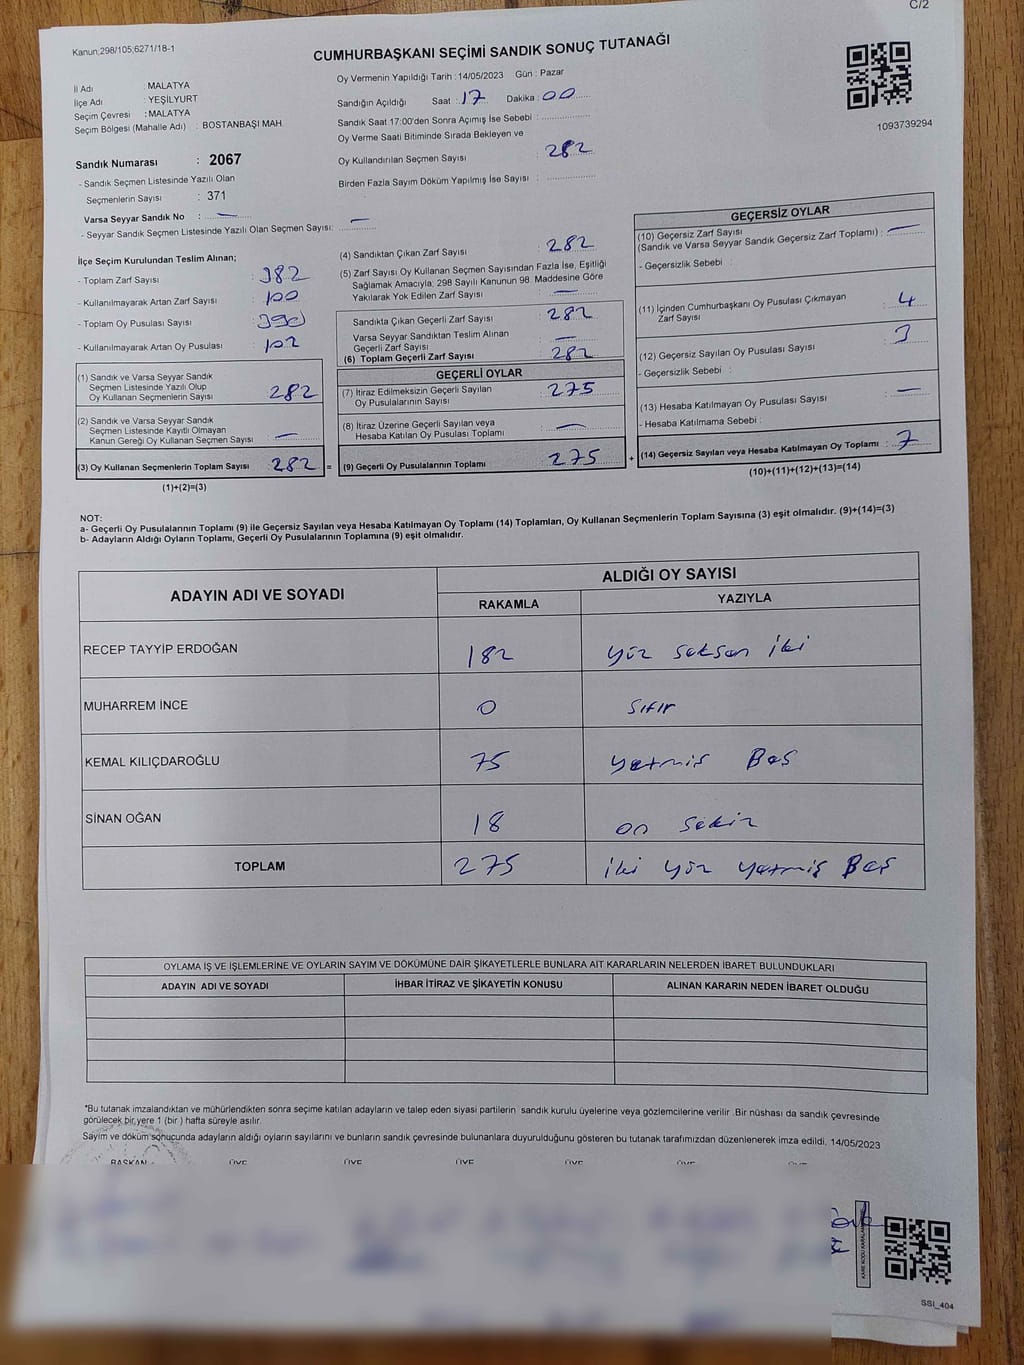 C/2
Kanun;298/105;6271/18-1
CUMHURBAŞKANI SEÇİMİ SANDIK SONUÇ TUTANAĞI
İl Adı : MALATYA
İlçe Adı : YEŞİLYURT
Seçim Çevresi : MALATYA
Seçim Bölgesi (Mahalle Adı) : BOSTANBAŞI MAH.
Sandık Numarası : 2067
- Sandık Seçmen Listesinde Yazılı Olan
Seçmenlerin Sayısı : 371
Varsa Seyyar Sandık No : —
- Seyyar Sandık Seçmen Listesinde Yazılı Olan Seçmen Sayısı: —
Oy Vermenin Yapıldığı Tarih : 14/05/2023 Gün : Pazar
Sandığın Açıldığı Saat : 17 Dakika : 00
Sandık Saat 17:00'den Sonra Açımış İse Sebebi :
Oy Verme Saati Bitiminde Sırada Bekleyen ve
Oy Kullandırılan Seçmen Sayısı : 282
Birden Fazla Sayım Döküm Yapılmış İse Sayısı :
1093739294
İlçe Seçim Kurulundan Teslim Alınan;
- Toplam Zarf Sayısı : 382
- Kullanılmayarak Artan Zarf Sayısı : 100
- Toplam Oy Pusulası Sayısı :
- Kullanılmayarak Artan Oy Pusulası : 102
(1) Sandık ve Varsa Seyyar Sandık
Seçmen Listesinde Yazılı Olup
Oy Kullanan Seçmenlerin Sayısı : 282
(2) Sandık ve Varsa Seyyar Sandık
Seçmen Listesinde Kayıtlı Olmayan
Kanun Gereği Oy Kullanan Seçmen Sayısı : —
(3) Oy Kullanan Seçmenlerin Toplam Sayısı : 282 =
(1)+(2)=(3)
(4) Sandıktan Çıkan Zarf Sayısı : 282
(5) Zarf Sayısı Oy Kullanan Seçmen Sayısından Fazla İse, Eşitliği
Sağlamak Amacıyla, 298 Sayılı Kanunun 98. Maddesine Göre
Yakılarak Yok Edilen Zarf Sayısı : —
Sandıkta Çıkan Geçerli Zarf Sayısı : 282
Varsa Seyyar Sandıktan Teslim Alınan
Geçerli Zarf Sayısı : —
(6) Toplam Geçerli Zarf Sayısı : 282
GEÇERLİ OYLAR
(7) İtiraz Edilmeksizin Geçerli Sayılan
Oy Pusulalarının Sayısı : 275
(8) İtiraz Üzerine Geçerli Sayılan veya
Hesaba Katılan Oy Pusulası Toplamı : —
(9) Geçerli Oy Pusulalarının Toplamı : 275 +
GEÇERSİZ OYLAR
(10) Geçersiz Zarf Sayısı
(Sandık ve Varsa Seyyar Sandık Geçersiz Zarf Toplamı) : —
- Geçersizlik Sebebi :
(11) İçinden Cumhurbaşkanı Oy Pusulası Çıkmayan
Zarf Sayısı : 4
(12) Geçersiz Sayılan Oy Pusulası Sayısı : 3
- Geçersizlik Sebebi :
(13) Hesaba Katılmayan Oy Pusulası Sayısı : —
- Hesaba Katılmama Sebebi :
(14) Geçersiz Sayılan veya Hesaba Katılmayan Oy Toplamı : 7
(10)+(11)+(12)+(13)=(14)
NOT:
a- Geçerli Oy Pusulalarının Toplamı (9) ile Geçersiz Sayılan veya Hesaba Katılmayan Oy Toplamı (14) Toplamları, Oy Kullanan Seçmenlerin Toplam Sayısına (3) eşit olmalıdır. (9)+(14)=(3)
b- Adayların Aldığı Oyların Toplamı, Geçerli Oy Pusulalarının Toplamına (9) eşit olmalıdır.
ADAYIN ADI VE SOYADI
ALDIĞI OY SAYISI
RAKAMLA YAZIYLA
RECEP TAYYİP ERDOĞAN 182 yüz seksen iki
MUHARREM İNCE 0 sıfır
KEMAL KILIÇDAROĞLU 75 yetmiş Beş
SİNAN OĞAN 18 on sekiz
TOPLAM 275 iki yüz yetmiş Beş
OYLAMA İŞ VE İŞLEMLERİNE VE OYLARIN SAYIM VE DÖKÜMÜNE DAİR ŞİKAYETLERLE BUNLARA AİT KARARLARIN NELERDEN İBARET BULUNDUKLARI
ADAYIN ADI VE SOYADI İHBAR İTİRAZ VE ŞİKAYETİN KONUSU ALINAN KARARIN NEDEN İBARET OLDUĞU
*Bu tutanak imzalandıktan ve mühürlendikten sonra seçime katılan adayların ve talep eden siyasi partilerin sandık kurulu üyelerine veya gözlemcilerine verilir .Bir nüshası da sandık çevresinde
görülecek bir yere 1 (bir ) hafta süreyle asılır.
Sayım ve döküm sonucunda adayların aldığı oyların sayılarını ve bunların sandık çevresinde bulunanlara duyurulduğunu gösteren bu tutanak tarafımızdan düzenlenerek imza edildi, 14/05/2023
BAŞKAN ÜYE ÜYE ÜYE ÜYE ÜYE ÜYE
SSI_404